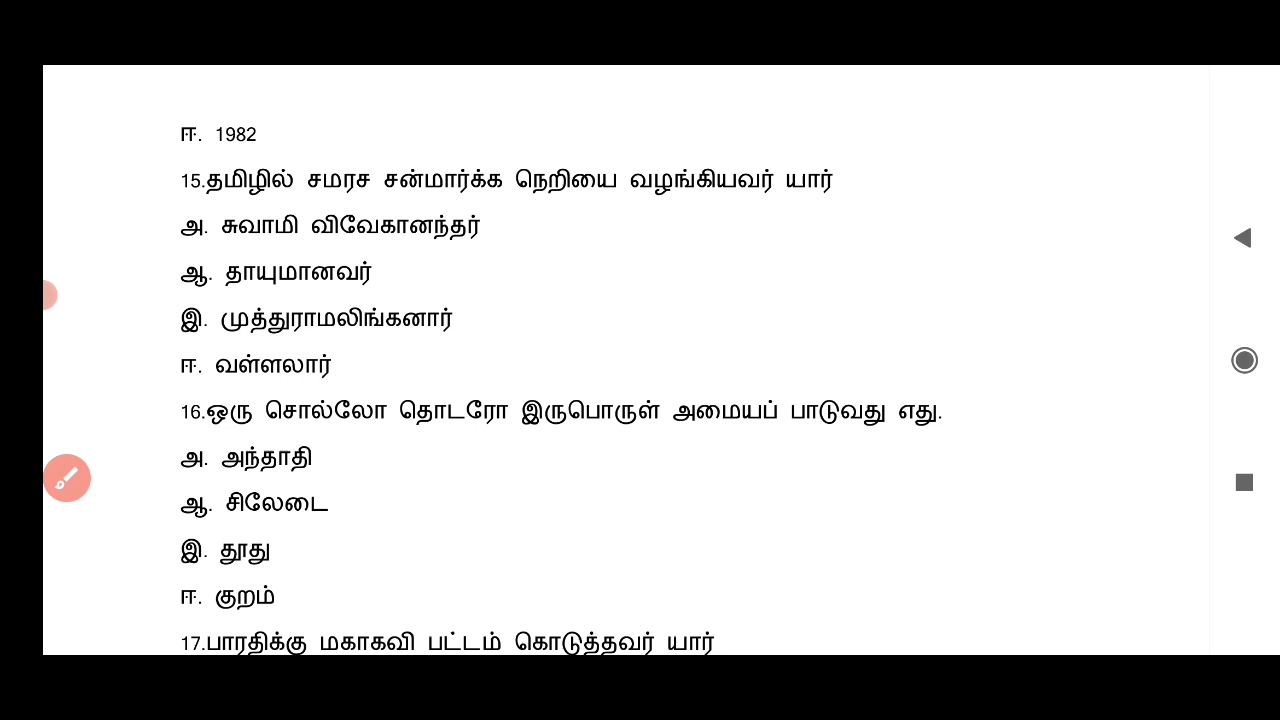 ஈ. 1982
15.தமிழில் சமரச சன்மார்க்க நெறியை வழங்கியவர் யார்
அ. சுவாமி விவேகானந்தர்
ஆ. தாயுமானவர்
இ. முத்துராமலிங்கனார்
ஈ. வள்ளலார்
16.ஒரு சொல்லோ தொடரோ இருபொருள் அமையப் பாடுவது எது.
அ. அந்தாதி
ஆ. சிலேடை
இ. தூது
ஈ. குறம்
17.பாரதிக்கு மகாகவி பட்டம் கொடுத்தவர் யார்